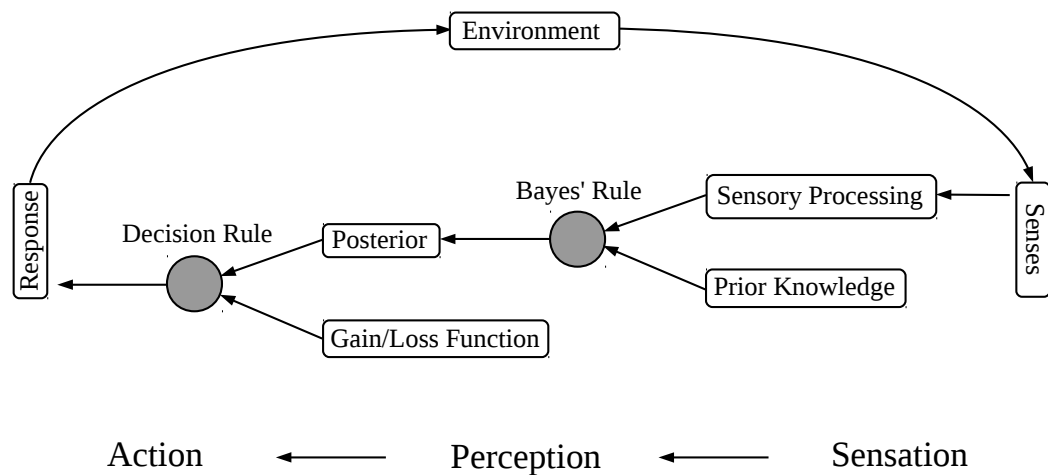 Environment
Bayes' Rule
Sensory Processing
Senses
Response
Decision Rule
Posterior
Prior Knowledge
Gain/Loss Function
Action
Perception
Sensation